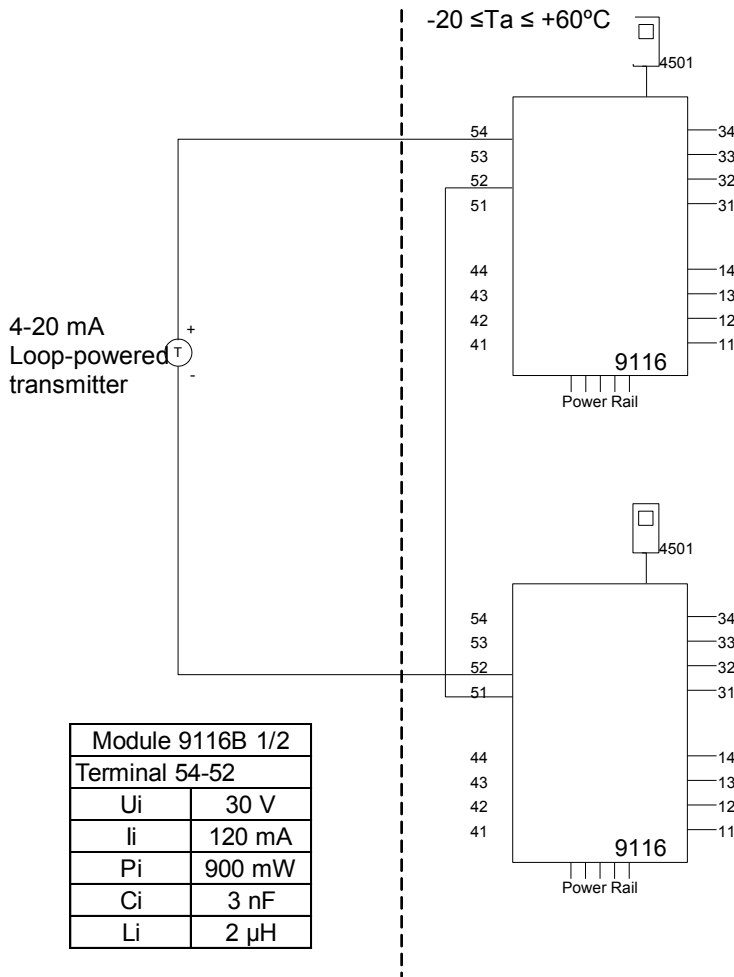 -20 ≤Ta ≤ +60ºC
4501
54
53
52
51
44
43
42
41
34
33
32
31
14
13
12
11
9116
Power Rail
4-20 mA
Loop-powered
transmitter
+
T
-
4501
54
53
52
51
44
43
42
41
34
33
32
31
14
13
12
11
9116
Power Rail
Module 9116B 1/2
Terminal 54-52
Ui 30 V
Ii 120 mA
Pi 900 mW
Ci 3 nF
Li 2 µH